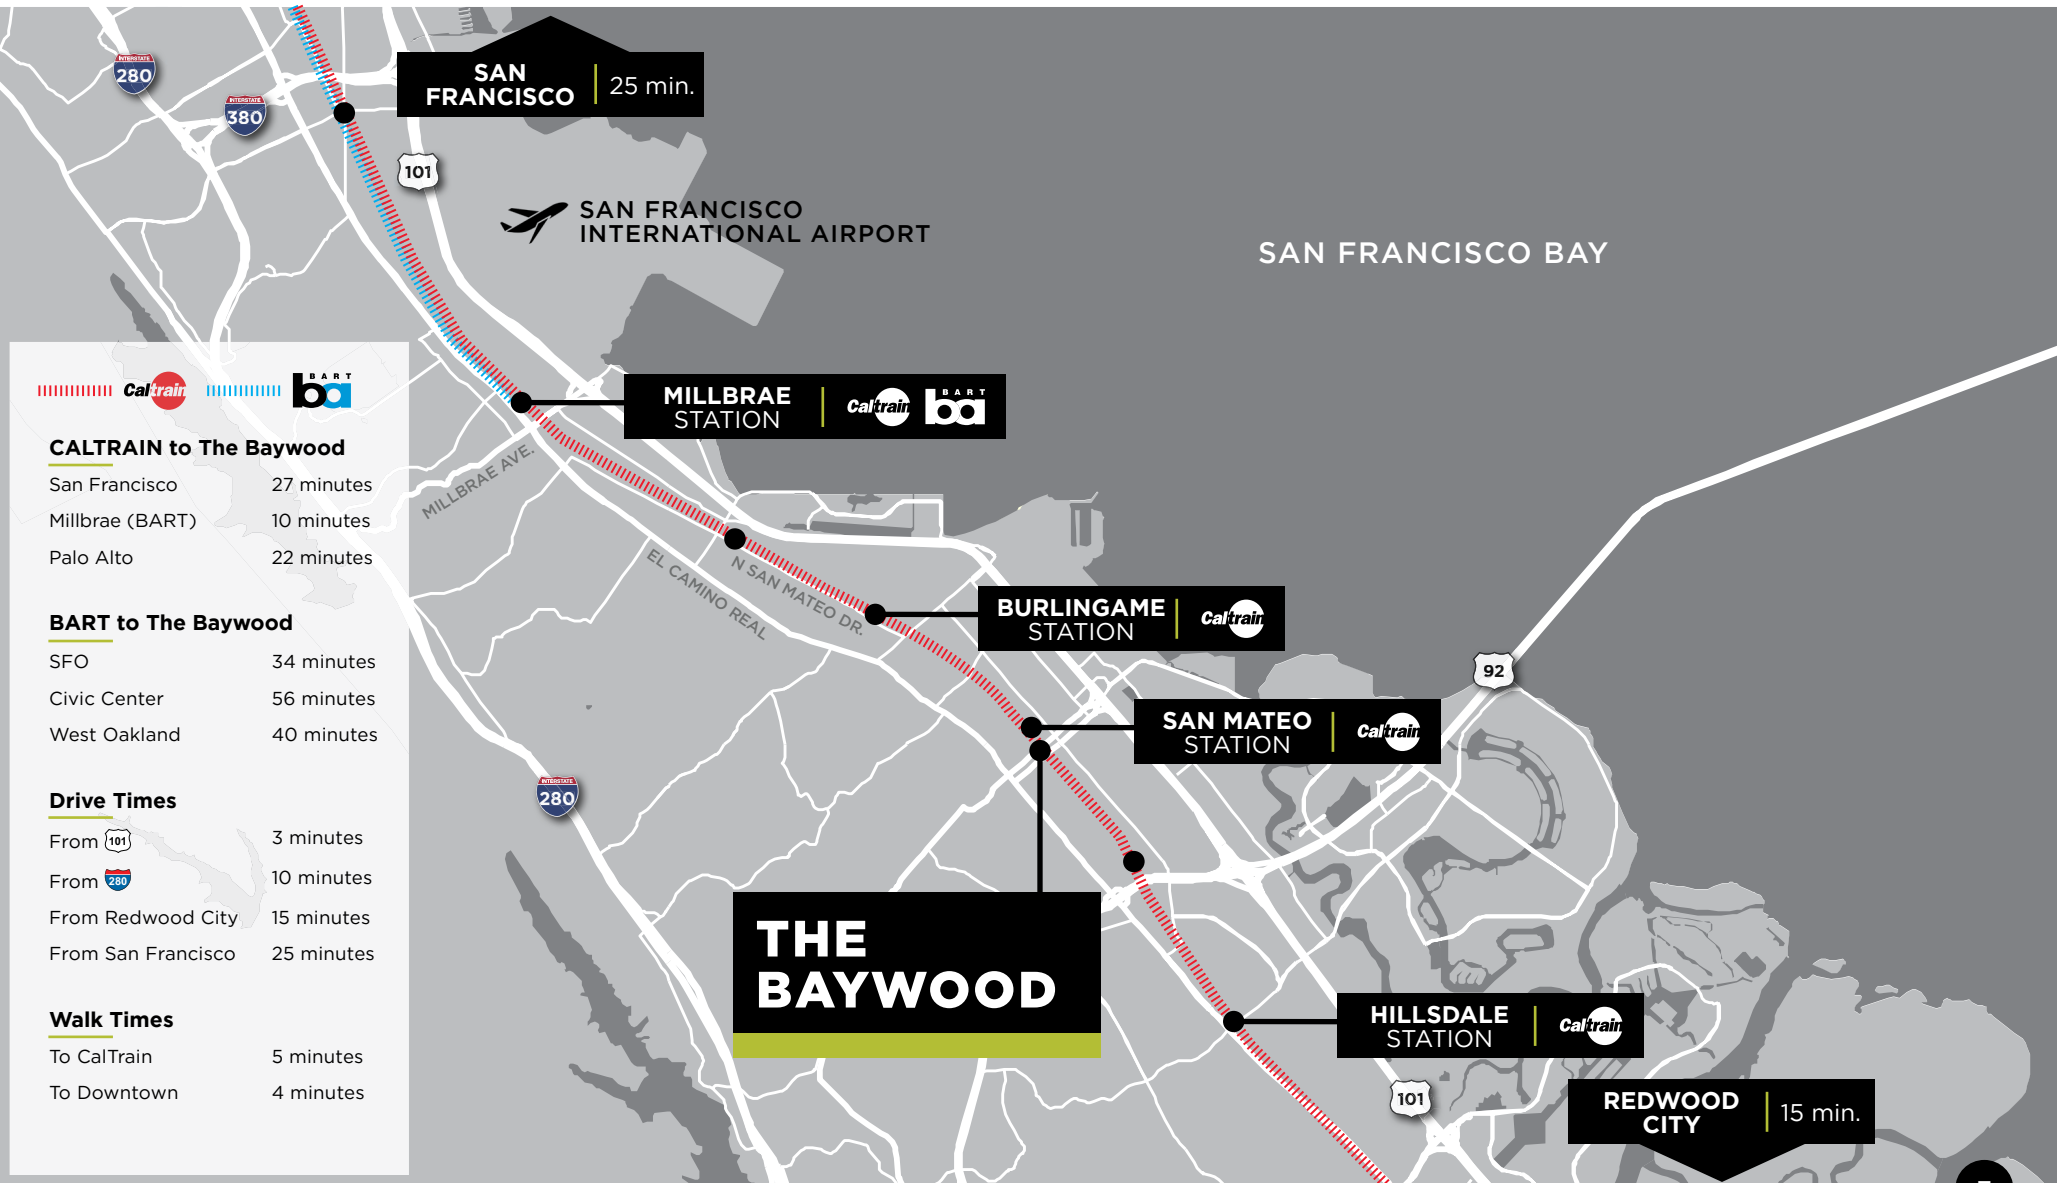 INTERSTATE
280
INTERSTATE
380
SAN
FRANCISCO
25 min.
101
SAN FRANCISCO
INTERNATIONAL AIRPORT
SAN FRANCISCO BAY
MILLBRAE
STATION
Caltrain
BART
ba
MILLBRAE AVE.
EL CAMINO REAL
N SAN MATEO DR.
BURLINGAME
STATION
Caltrain
92
SAN MATEO
STATION
Caltrain
INTERSTATE
280
THE
BAYWOOD
HILLSDALE
STATION
Caltrain
101
REDWOOD
CITY
15 min.
Caltrain
BART
ba
CALTRAIN to The Baywood
San Francisco 27 minutes
Millbrae (BART) 10 minutes
Palo Alto 22 minutes
BART to The Baywood
SFO 34 minutes
Civic Center 56 minutes
West Oakland 40 minutes
Drive Times
From 101 3 minutes
From 280 10 minutes
From Redwood City 15 minutes
From San Francisco 25 minutes
Walk Times
To CalTrain 5 minutes
To Downtown 4 minutes